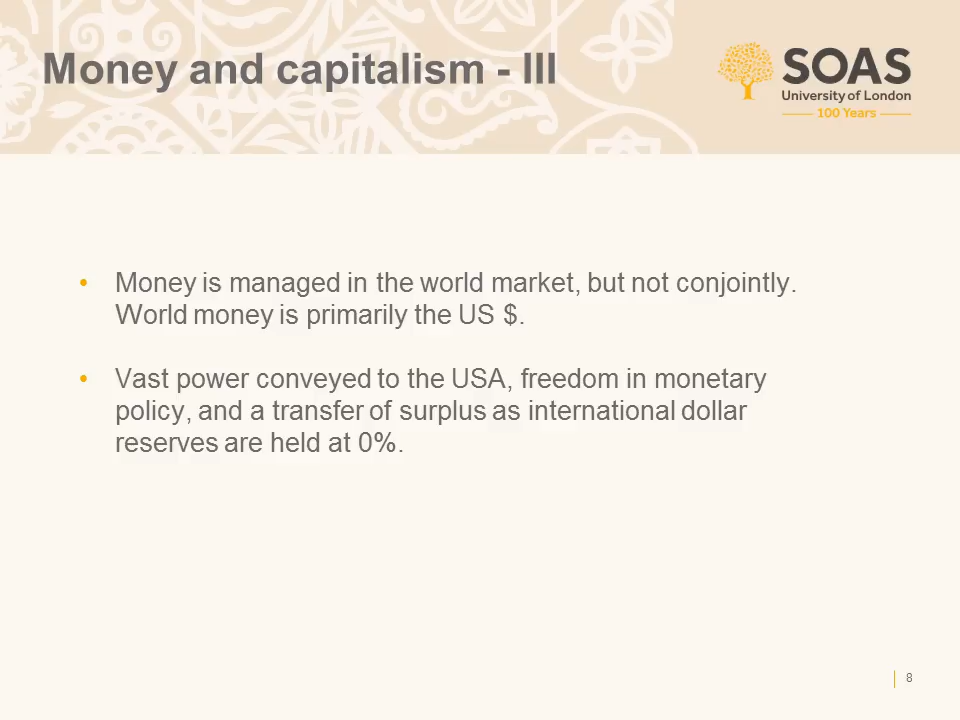 Money and capitalism - III
SOAS
University of London
100 Years
• Money is managed in the world market, but not conjointly.
World money is primarily the US $.
• Vast power conveyed to the USA, freedom in monetary
policy, and a transfer of surplus as international dollar
reserves are held at 0%.
8